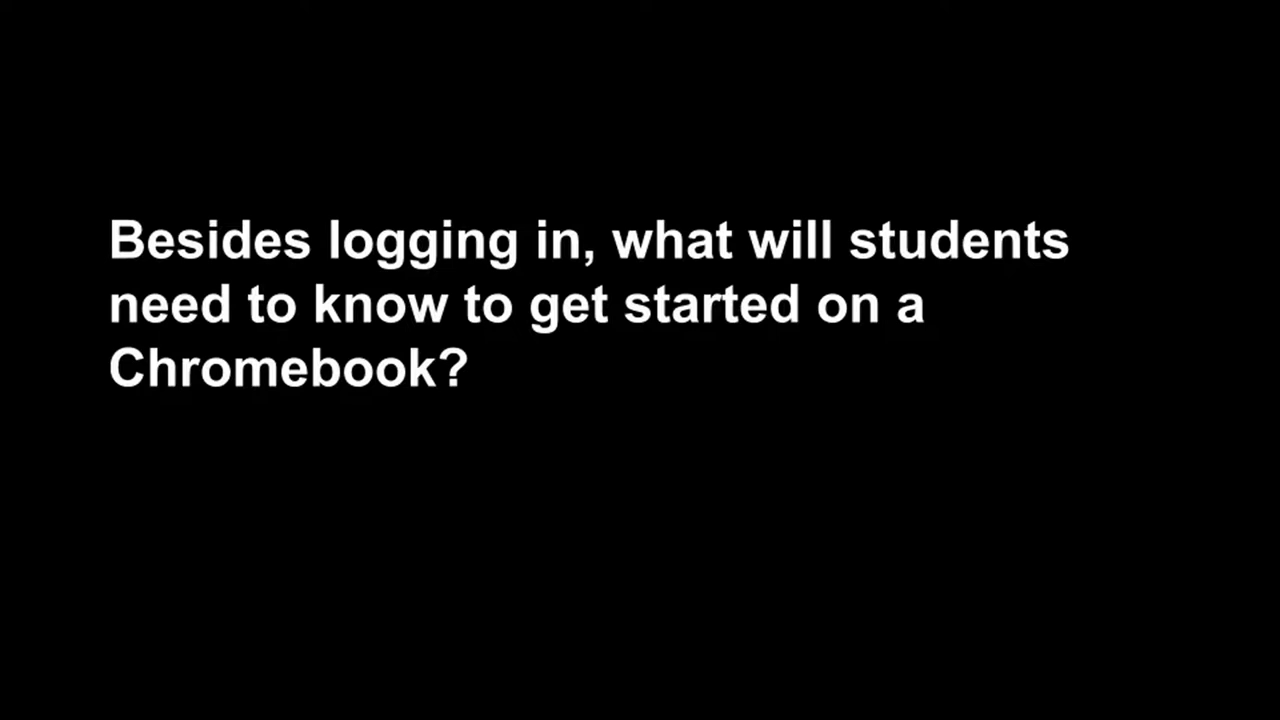 Besides logging in, what will students
need to know to get started on a
Chromebook?